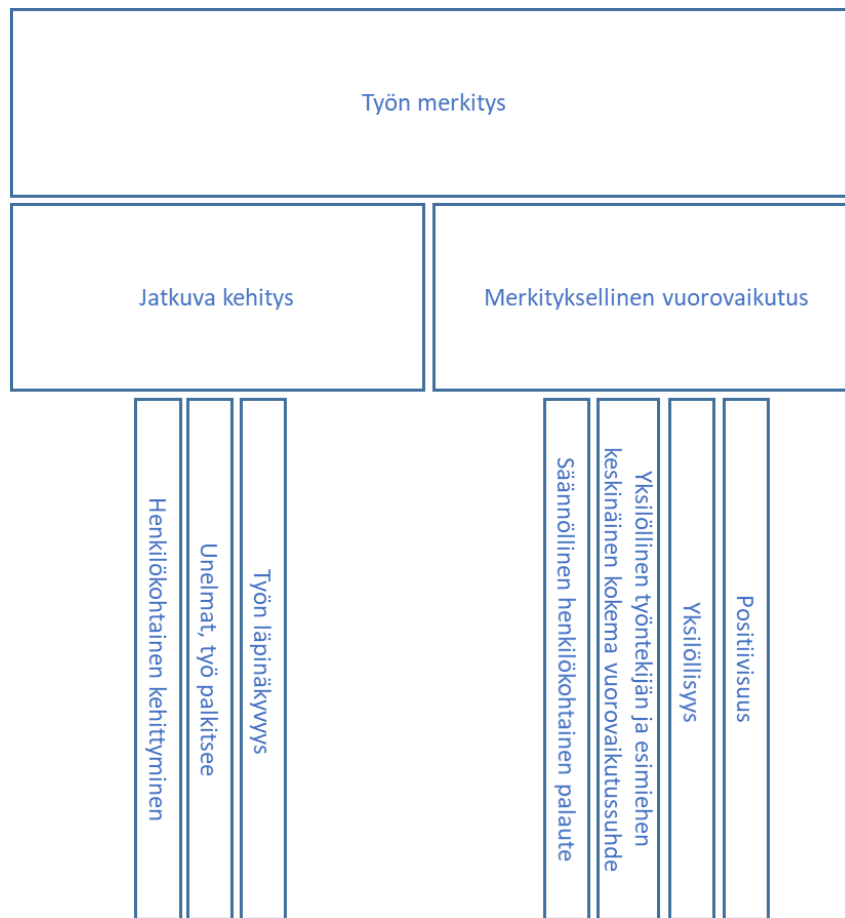 Työn merkitys
Jatkuva kehitys
Merkityksellinen vuorovaikutus
Henkilökohtainen kehittyminen
Unelmat, työ palkitsee
Työn läpinäkyvyys
Säännöllinen henkilökohtainen palaute
Yksilöllinen työntekijän ja esimiehen
keskinäinen kokema vuorovaikutussuhde
Yksilöllisyys
Positiivisuus